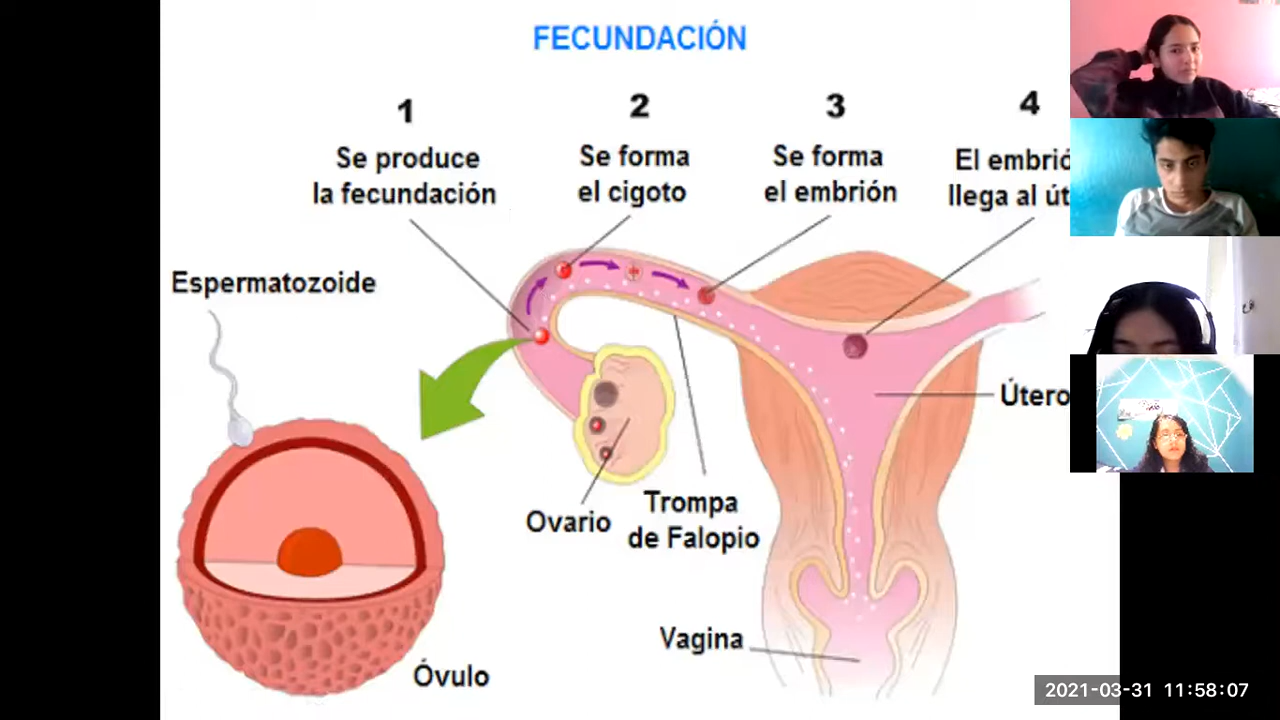 FECUNDACIÓN
1
Se produce
la fecundación
2
Se forma
el cigoto
3
Se forma
el embrión
4
El embrió
llega al út
Espermatozoide
Útero
Ovario
Trompa
de Falopio
Vagina
Óvulo
2021-03-31 11:58:07